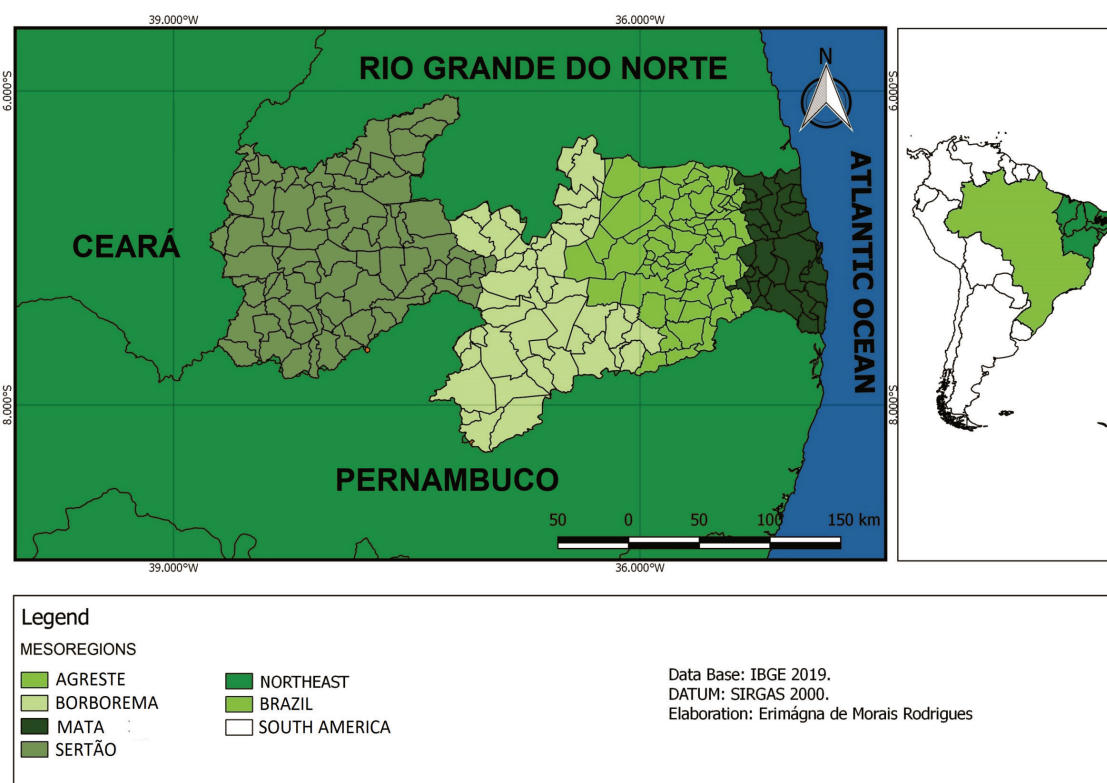 39.000°W
36.000°W
6.000°S
6.000°S
RIO GRANDE DO NORTE
N
ATLANTIC OCEAN
CEARÁ
8.000°S
8.000°S
PERNAMBUCO
50 0 50 100 150 km
39.000°W
36.000°W
Legend
MESOREGIONS
AGRESTE
BORBOREMA
MATA
SERTÃO
NORTHEAST
BRAZIL
SOUTH AMERICA
Data Base: IBGE 2019.
DATUM: SIRGAS 2000.
Elaboration: Erimágna de Morais Rodrigues